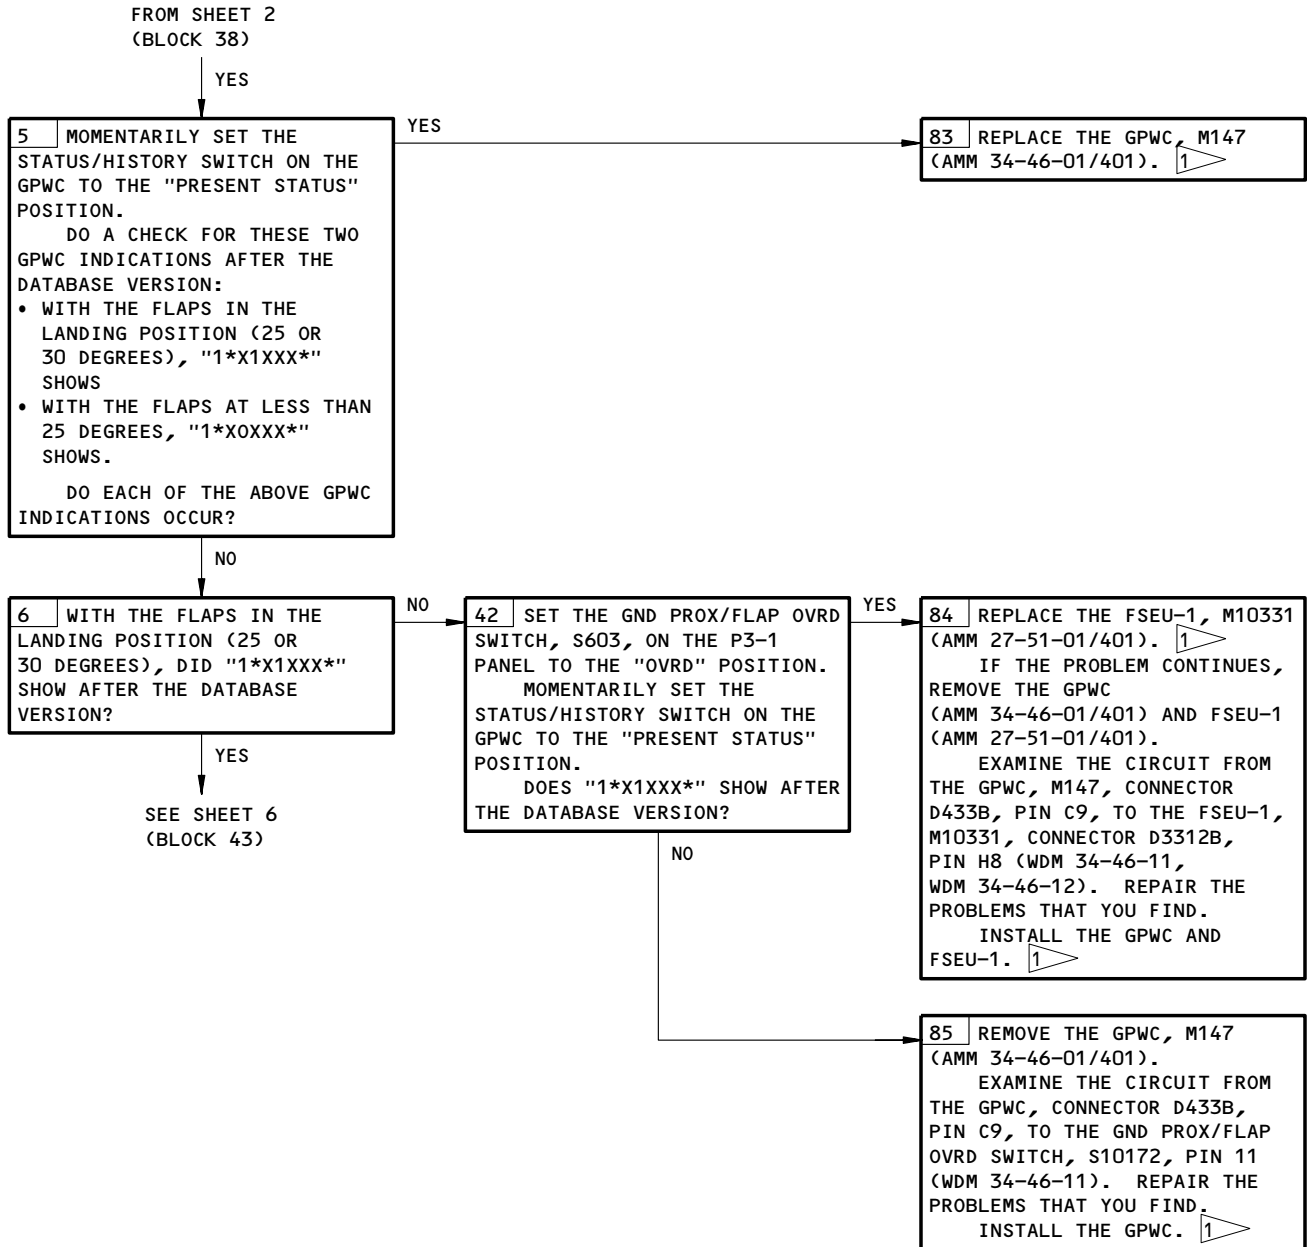 FROM SHEET 2
(BLOCK 38)
YES
5 MOMENTARILY SET THE
STATUS/HISTORY SWITCH ON THE
GPWC TO THE "PRESENT STATUS"
POSITION.
DO A CHECK FOR THESE TWO
GPWC INDICATIONS AFTER THE
DATABASE VERSION:
• WITH THE FLAPS IN THE
LANDING POSITION (25 OR
30 DEGREES), "1*X1XXX*"
SHOWS
• WITH THE FLAPS AT LESS THAN
25 DEGREES, "1*X0XXX*"
SHOWS.
DO EACH OF THE ABOVE GPWC
INDICATIONS OCCUR?
YES
83 REPLACE THE GPWC, M147
(AMM 34-46-01/401). 1
NO
6 WITH THE FLAPS IN THE
LANDING POSITION (25 OR
30 DEGREES), DID "1*X1XXX*"
SHOW AFTER THE DATABASE
VERSION?
YES
SEE SHEET 6
(BLOCK 43)
NO
42 SET THE GND PROX/FLAP OVRD
SWITCH, S603, ON THE P3-1
PANEL TO THE "OVRD" POSITION.
MOMENTARILY SET THE
STATUS/HISTORY SWITCH ON THE
GPWC TO THE "PRESENT STATUS"
POSITION.
DOES "1*X1XXX*" SHOW AFTER
THE DATABASE VERSION?
YES
84 REPLACE THE FSEU-1, M10331
(AMM 27-51-01/401). 1
IF THE PROBLEM CONTINUES,
REMOVE THE GPWC
(AMM 34-46-01/401) AND FSEU-1
(AMM 27-51-01/401).
EXAMINE THE CIRCUIT FROM
THE GPWC, M147, CONNECTOR
D433B, PIN C9, TO THE FSEU-1,
M10331, CONNECTOR D3312B,
PIN H8 (WDM 34-46-11,
WDM 34-46-12). REPAIR THE
PROBLEMS THAT YOU FIND.
INSTALL THE GPWC AND
FSEU-1. 1
NO
85 REMOVE THE GPWC, M147
(AMM 34-46-01/401).
EXAMINE THE CIRCUIT FROM
THE GPWC, CONNECTOR D433B,
PIN C9, TO THE GND PROX/FLAP
OVRD SWITCH, S10172, PIN 11
(WDM 34-46-11). REPAIR THE
PROBLEMS THAT YOU FIND.
INSTALL THE GPWC. 1